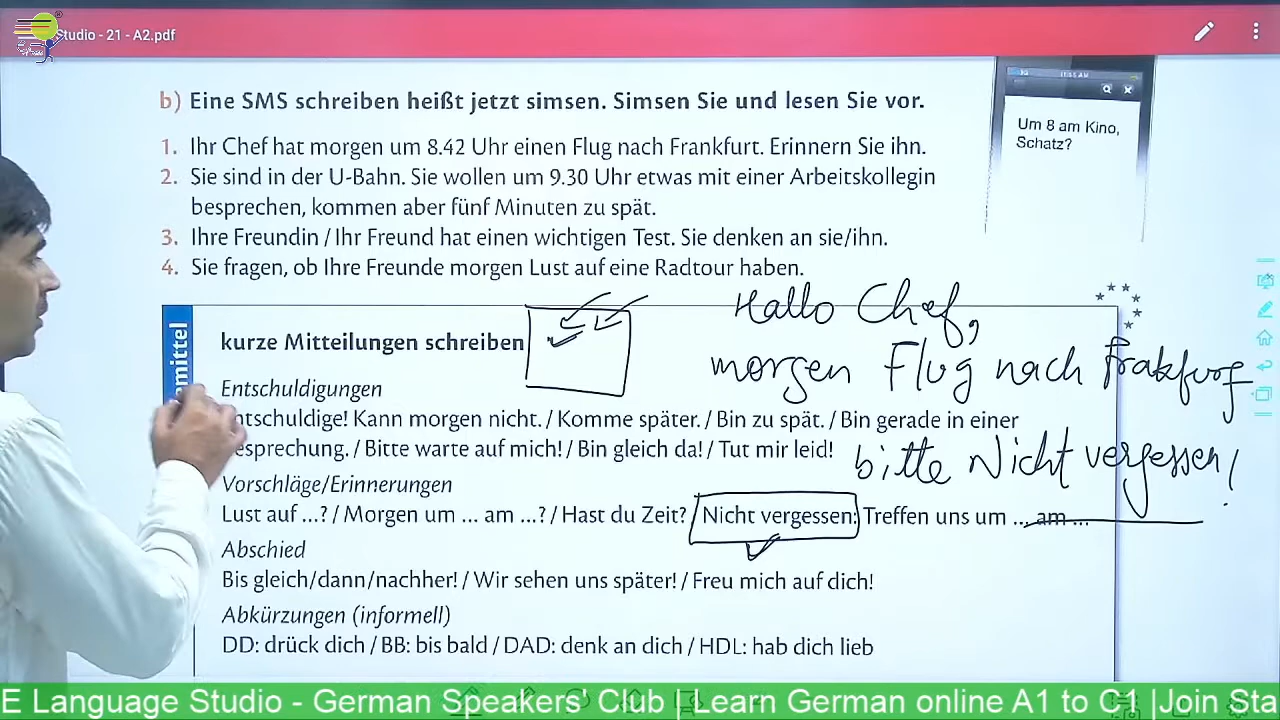 Studio - 21 - A2.pdf
b) Eine SMS schreiben heißt jetzt simsen. Simsen Sie und lesen Sie vor.
1. Ihr Chef hat morgen um 8.42 Uhr einen Flug nach Frankfurt. Erinnern Sie ihn.
2. Sie sind in der U-Bahn. Sie wollen um 9.30 Uhr etwas mit einer Arbeitskollegin
besprechen, kommen aber fünf Minuten zu spät.
3. Ihre Freundin / Ihr Freund hat einen wichtigen Test. Sie denken an sie/ihn.
4. Sie fragen, ob Ihre Freunde morgen Lust auf eine Radtour haben.
Um 8 am Kino,
Schatz?
Hallo Chef,
morgen Flug nach Frakfurg
bitte Nicht vergessen!
emittel
kurze Mitteilungen schreiben
Entschuldigungen
ntschuldige! Kann morgen nicht. / Komme später. / Bin zu spät. / Bin gerade in einer
esprechung. / Bitte warte auf mich! / Bin gleich da! / Tut mir leid!
Vorschläge/Erinnerungen
Lust auf ...? / Morgen um ... am ...? / Hast du Zeit? Nicht vergessen: Treffen uns um ... am ...
Abschied
Bis gleich/dann/nachher! / Wir sehen uns später! / Freu mich auf dich!
Abkürzungen (informell)
DD: drück dich / BB: bis bald / DAD: denk an dich / HDL: hab dich lieb
E Language Studio - German Speakers' Club | Learn German online A1 to C1 |Join Sta